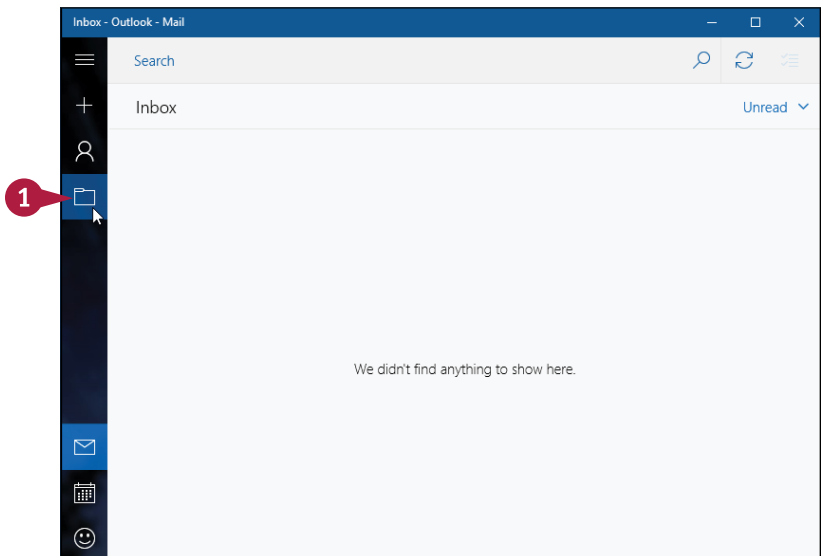 Inbox - Outlook - Mail
Search
Inbox Unread
1
We didn't find anything to show here.